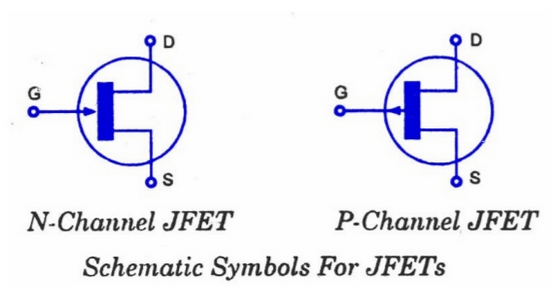 D
G
S
N-Channel JFET
D
G
S
P-Channel JFET
Schematic Symbols For JFETs